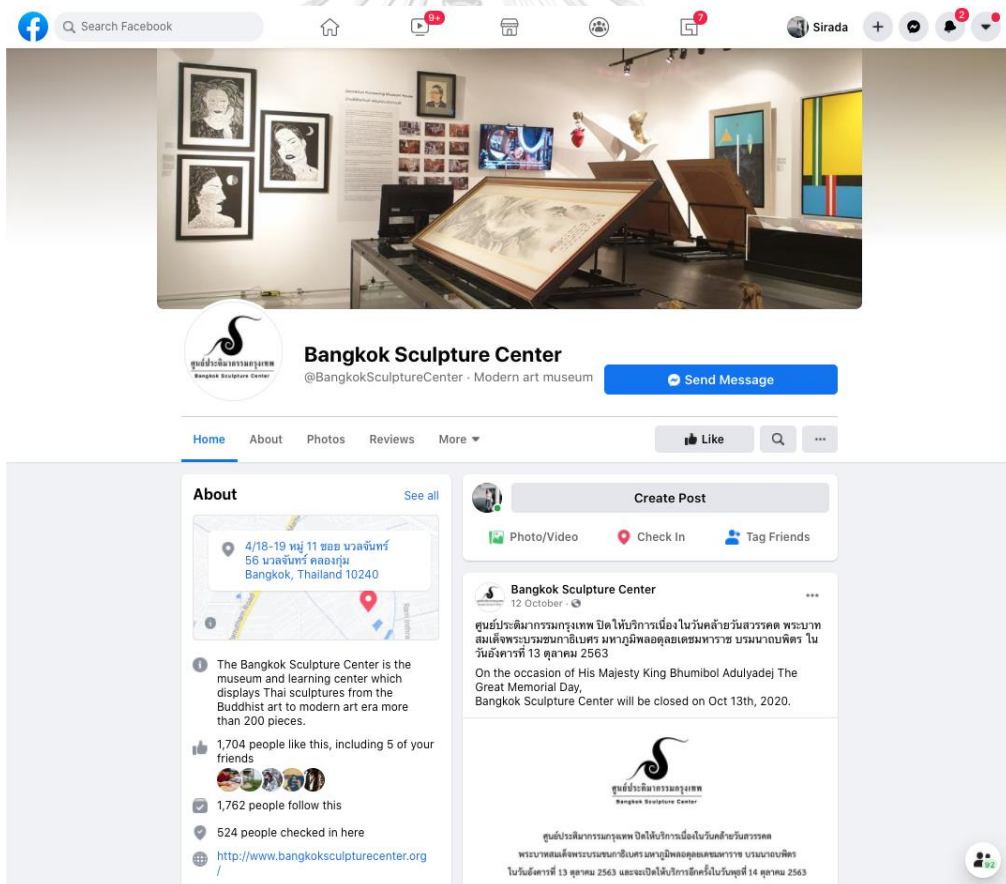 Search Facebook
9+
7
Sirada
2
ศูนย์ประติมากรรมกรุงเทพ
Bangkok Sculpture Center
Bangkok Sculpture Center
@BangkokSculptureCenter · Modern art museum
Send Message
Home
About
Photos
Reviews
More
Like
About
See all
4/18-19 หมู่ 11 ซอย นวลจันทร์
56 นวลจันทร์ คลองกุ่ม
Bangkok, Thailand 10240
The Bangkok Sculpture Center is the
museum and learning center which
displays Thai sculptures from the
Buddhist art to modern art era more
than 200 pieces.
1,704 people like this, including 5 of your
friends
1,762 people follow this
524 people checked in here
http://www.bangkoksculpturecenter.org
/
Create Post
Photo/Video
Check In
Tag Friends
Bangkok Sculpture Center
12 October ·
ศูนย์ประติมากรรมกรุงเทพ ปิดให้บริการเนื่องในวันคล้ายวันสวรรคต พระบาท
สมเด็จพระบรมชนกาธิเบศร มหาภูมิพลอดุลยเดชมหาราช บรมนาถบพิตร ใน
วันอังคารที่ 13 ตุลาคม 2563
On the occasion of His Majesty King Bhumibol Adulyadej The
Great Memorial Day,
Bangkok Sculpture Center will be closed on Oct 13th, 2020.
ศูนย์ประติมากรรมกรุงเทพ
Bangkok Sculpture Center
ศูนย์ประติมากรรมกรุงเทพ ปิดให้บริการเนื่องในวันคล้ายวันสวรรคต
พระบาทสมเด็จพระบรมชนกาธิเบศร มหาภูมิพลอดุลยเดชมหาราช บรมนาถบพิตร
ในวันอังคารที่ 13 ตุลาคม 2563 และจะเปิดให้บริการอีกครั้งในวันพุธที่ 14 ตุลาคม 2563
92